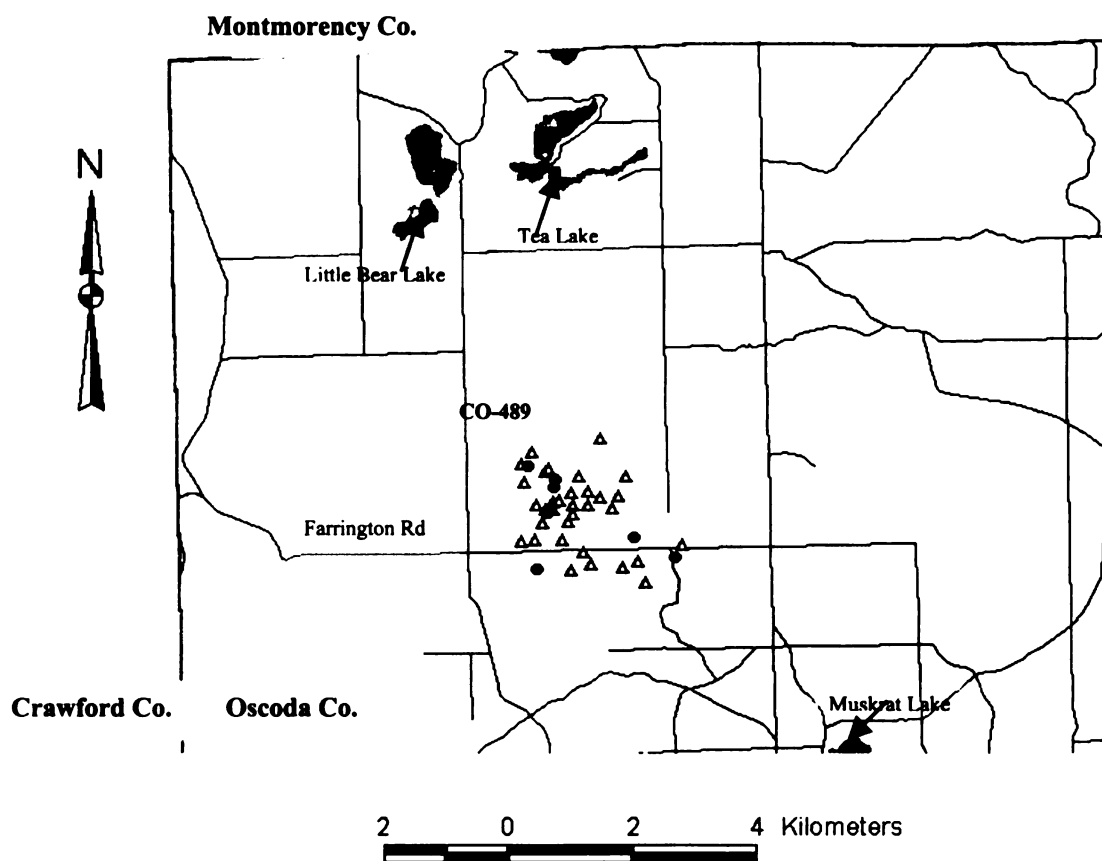 Montmorency Co.
N
Tea Lake
Little Bear Lake
CO-489
Farrington Rd
Crawford Co. Oscoda Co.
Muskrat Lake
2 0 2 4 Kilometers